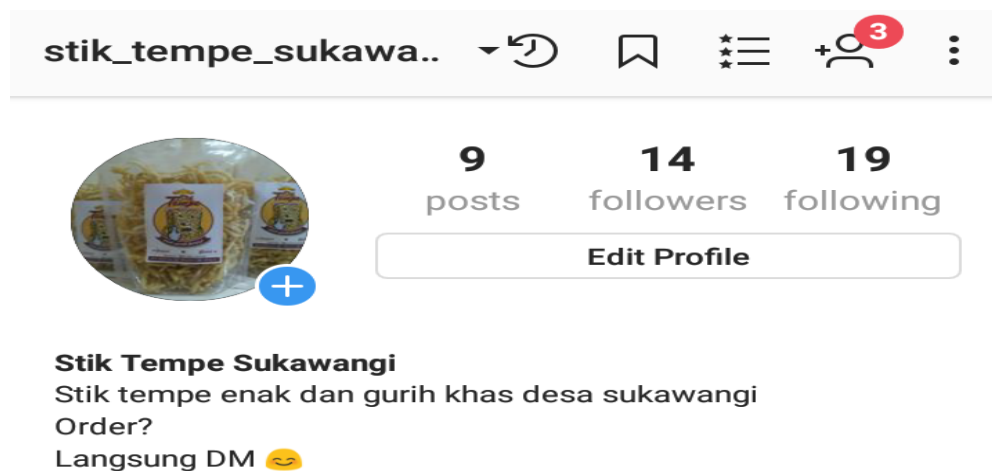 stik_tempe_sukawa..
3
9 14 19
posts followers following
Edit Profile
Stik Tempe Sukawangi
Stik tempe enak dan gurih khas desa sukawangi
Order?
Langsung DM 😊